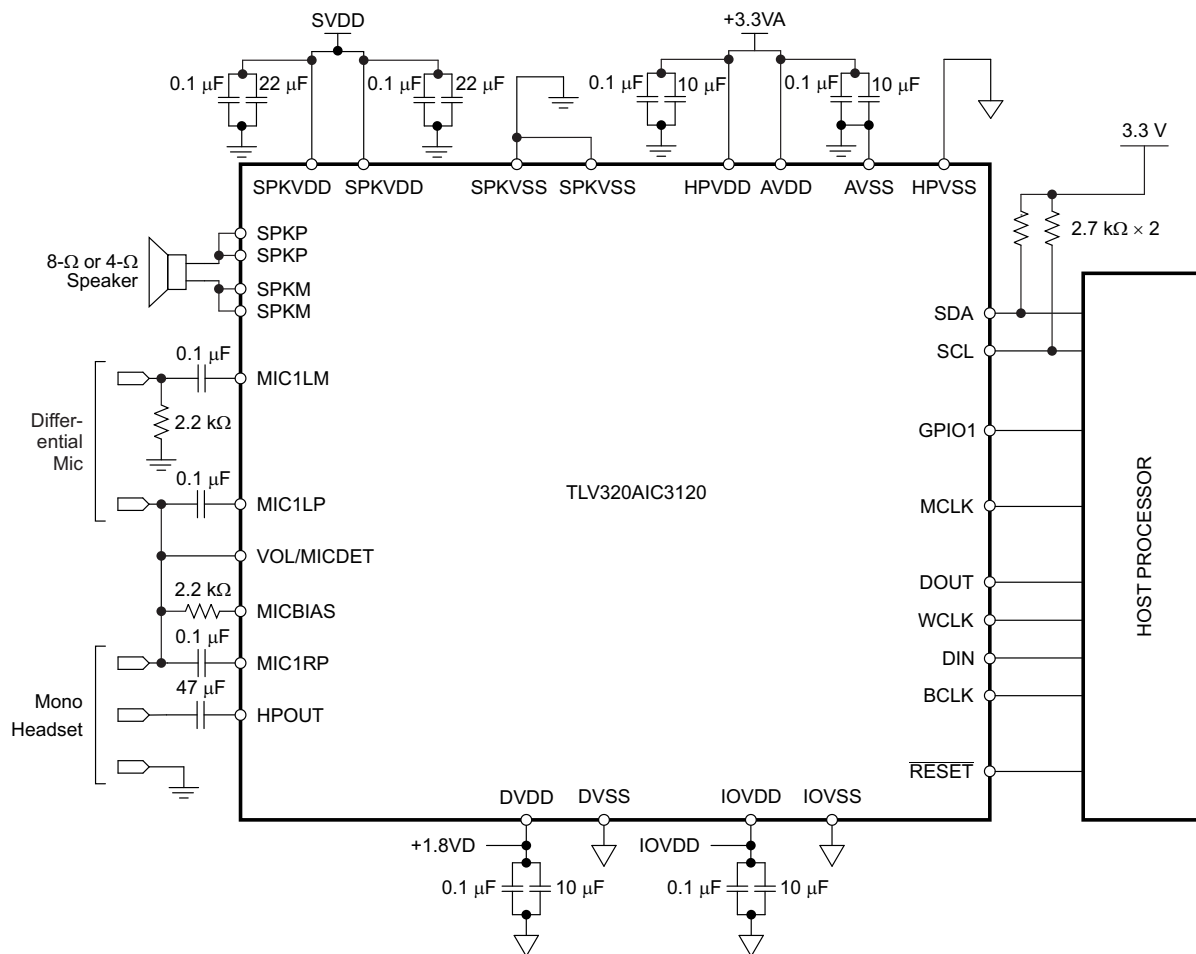 SVDD
+3.3VA
0.1 μF
22 μF
0.1 μF
22 μF
0.1 μF
10 μF
0.1 μF
10 μF
3.3 V
SPKVDD
SPKVDD
SPKVSS
SPKVSS
HPVDD
AVDD
AVSS
HPVSS
2.7 kΩ × 2
SPKP
SPKP
8-Ω or 4-Ω
Speaker
SPKM
SPKM
SDA
SCL
0.1 μF
MIC1LM
2.2 kΩ
Differ-
ential
Mic
GPIO1
0.1 μF
MIC1LP
TLV320AIC3120
MCLK
VOL/MICDET
2.2 kΩ
MICBIAS
DOUT
WCLK
0.1 μF
MIC1RP
DIN
47 μF
HPOUT
BCLK
Mono
Headset
RESET
HOST PROCESSOR
DVDD
DVSS
IOVDD
IOVSS
+1.8VD
IOVDD
0.1 μF
10 μF
0.1 μF
10 μF